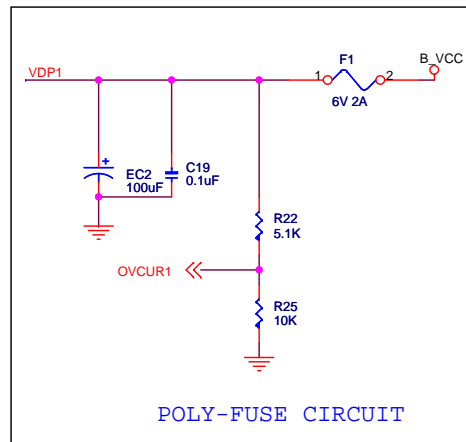 F1
B_VCC
VDP1
1
2
6V 2A
C19
0.1uF
EC2
100uF
+
R22
5.1K
OVCUR1
R25
10K
POLY-FUSE CIRCUIT